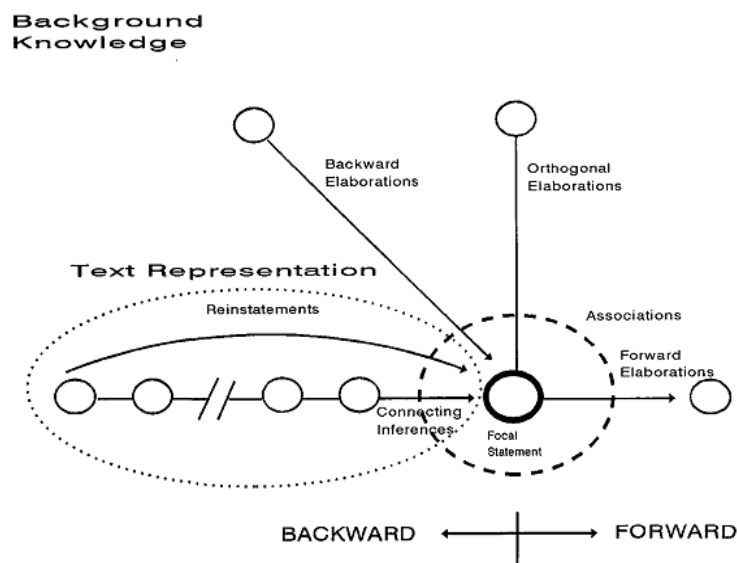 Background
Knowledge
Backward
Elaborations
Orthogonal
Elaborations
Text Representation
Reinstatements
Associations
Forward
Elaborations
Connecting
Inferences
Focal
Statement
BACKWARD
FORWARD